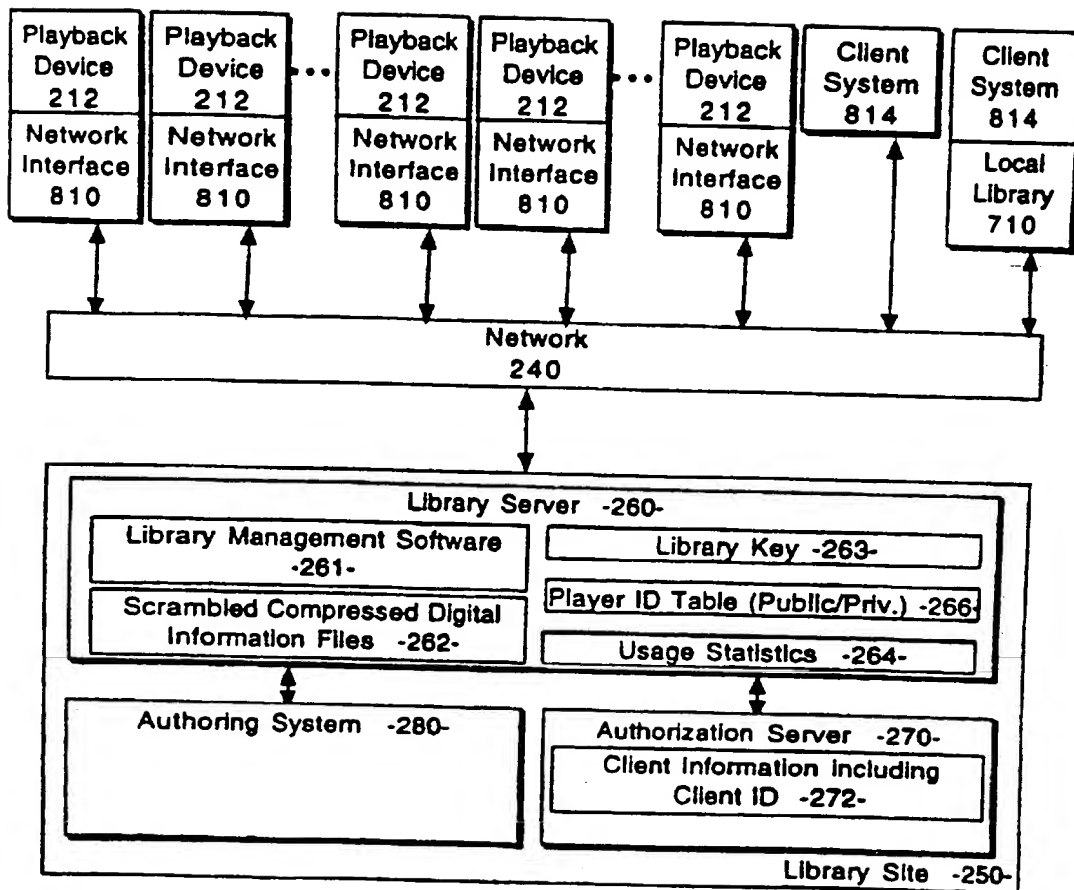 Playback
Device
212
Network
Interface
810
Playback
Device
212
Network
Interface
810
Playback
Device
212
Network
Interface
810
Playback
Device
212
Network
Interface
810
Playback
Device
212
Network
Interface
810
Client
System
814
Client
System
814
Local
Library
710
Network
240
Library Server -260-
Library Management Software
-261-
Scrambled Compressed Digital
Information Files -262-
Library Key -263-
Player ID Table (Public/Priv.) -266-
Usage Statistics -264-
Authoring System -280-
Authorization Server -270-
Client Information Including
Client ID -272-
Library Site -250-